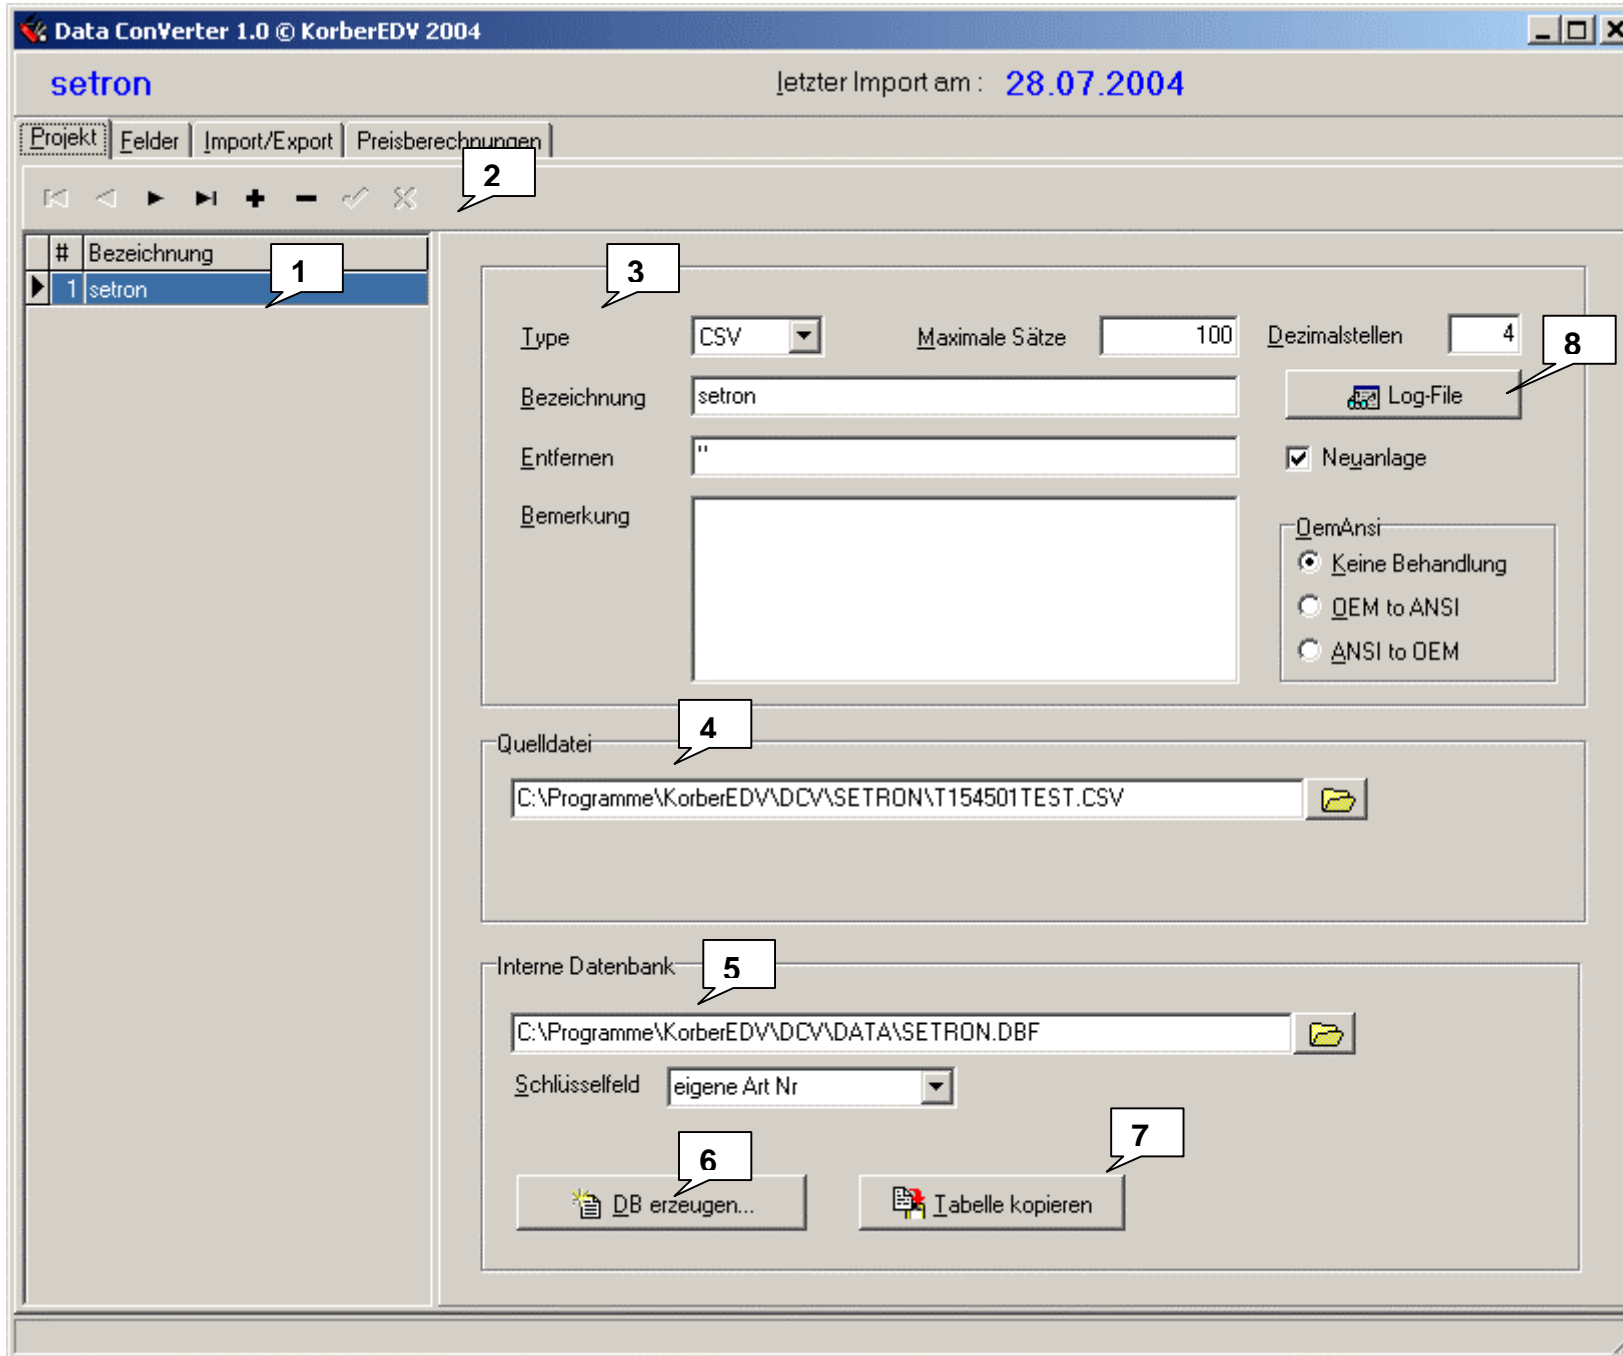 Data ConVerter 1.0 © KorberEDV 2004
setron
letzter Import am : 28.07.2004
Projekt Felder Import/Export Preisberechnungen
2
# Bezeichnung
1
1 setron
3
Type CSV Maximale Sätze 100 Dezimalstellen 4
8
Bezeichnung setron Log-File
Entfernen " Neuanlage
Bemerkung
OemAnsi
Keine Behandlung
OEM to ANSI
ANSI to OEM
4
Quelldatei
C:\Programme\KorberEDV\DCV\SETRON\T154501TEST.CSV
5
Interne Datenbank
C:\Programme\KorberEDV\DCV\DATA\SETRON.DBF
Schlüsselfeld eigene Art Nr
6
7
DB erzeugen... Tabelle kopieren